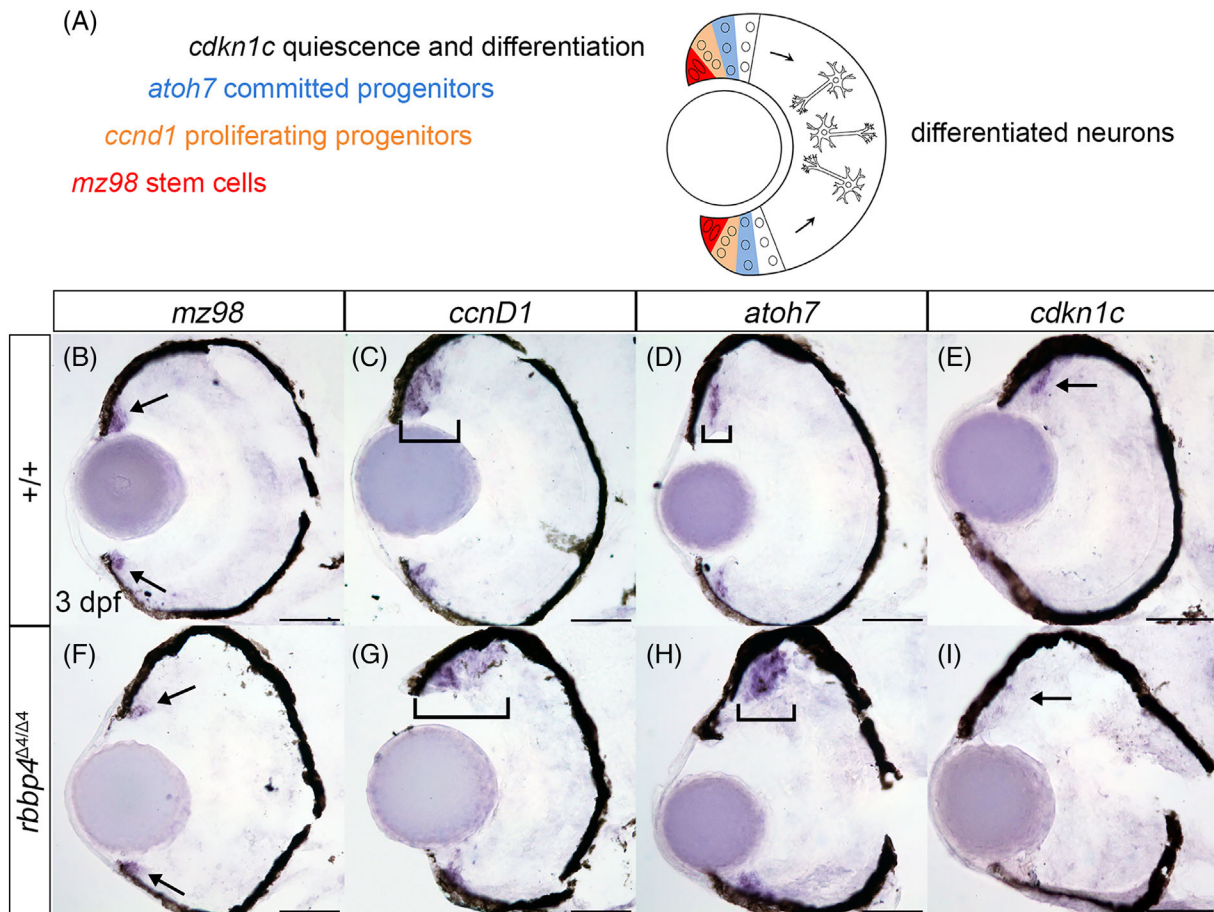 (A)
cdkn1c quiescence and differentiation
atoh7 committed progenitors
ccnd1 proliferating progenitors
mz98 stem cells
differentiated neurons
mz98 ccnD1 atoh7 cdkn1c
+/+
(B) (C) (D) (E)
3 dpf
rbbp4Δ4/Δ4
(F) (G) (H) (I)